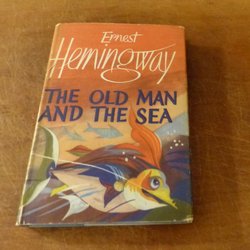 Ernest
Hemingway
THE OLD MAN
AND THE SEA